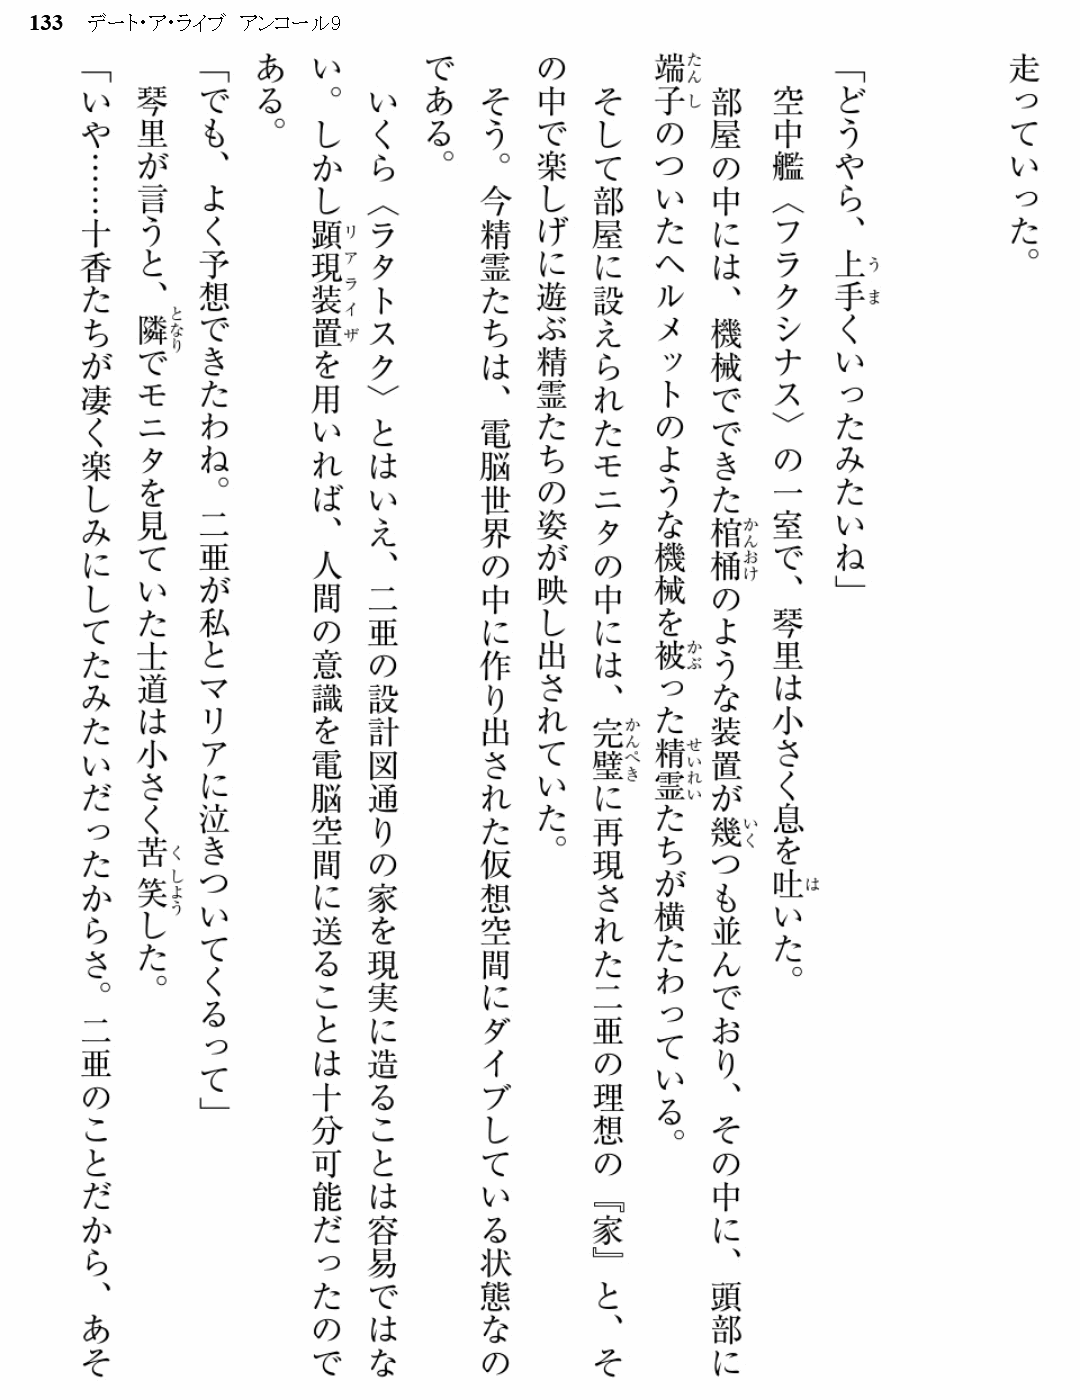 133 デート・ア・ライブ アンコール9
走っていった。
「どうやら、上手くいったみたいね」
空中艦〈フラクシナス〉の一室で、琴里は小さく息を吐いた。
部屋の中には、機械でできた棺桶のような装置が幾つも並んでおり、その中に、頭部に
端子のついたヘルメットのような機械を被った精霊たちが横たわっている。
そして部屋に設えられたモニタの中には、完璧に再現された二亜の理想の『家』と、そ
の中で楽しげに遊ぶ精霊たちの姿が映し出されていた。
そう。今精霊たちは、電脳世界の中に作り出された仮想空間にダイブしている状態なの
である。
いくら〈ラタトスク〉とはいえ、二亜の設計図通りの家を現実に造ることは容易ではな
い。しかし顕現装置を用いれば、人間の意識を電脳空間に送ることは十分可能だったので
ある。
「でも、よく予想できたわね。二亜が私とマリアに泣きついてくるって」
琴里が言うと、隣でモニタを見ていた士道は小さく苦笑した。
「いや……十香たちが凄く楽しみにしてたみたいだったからさ。二亜のことだから、あそ